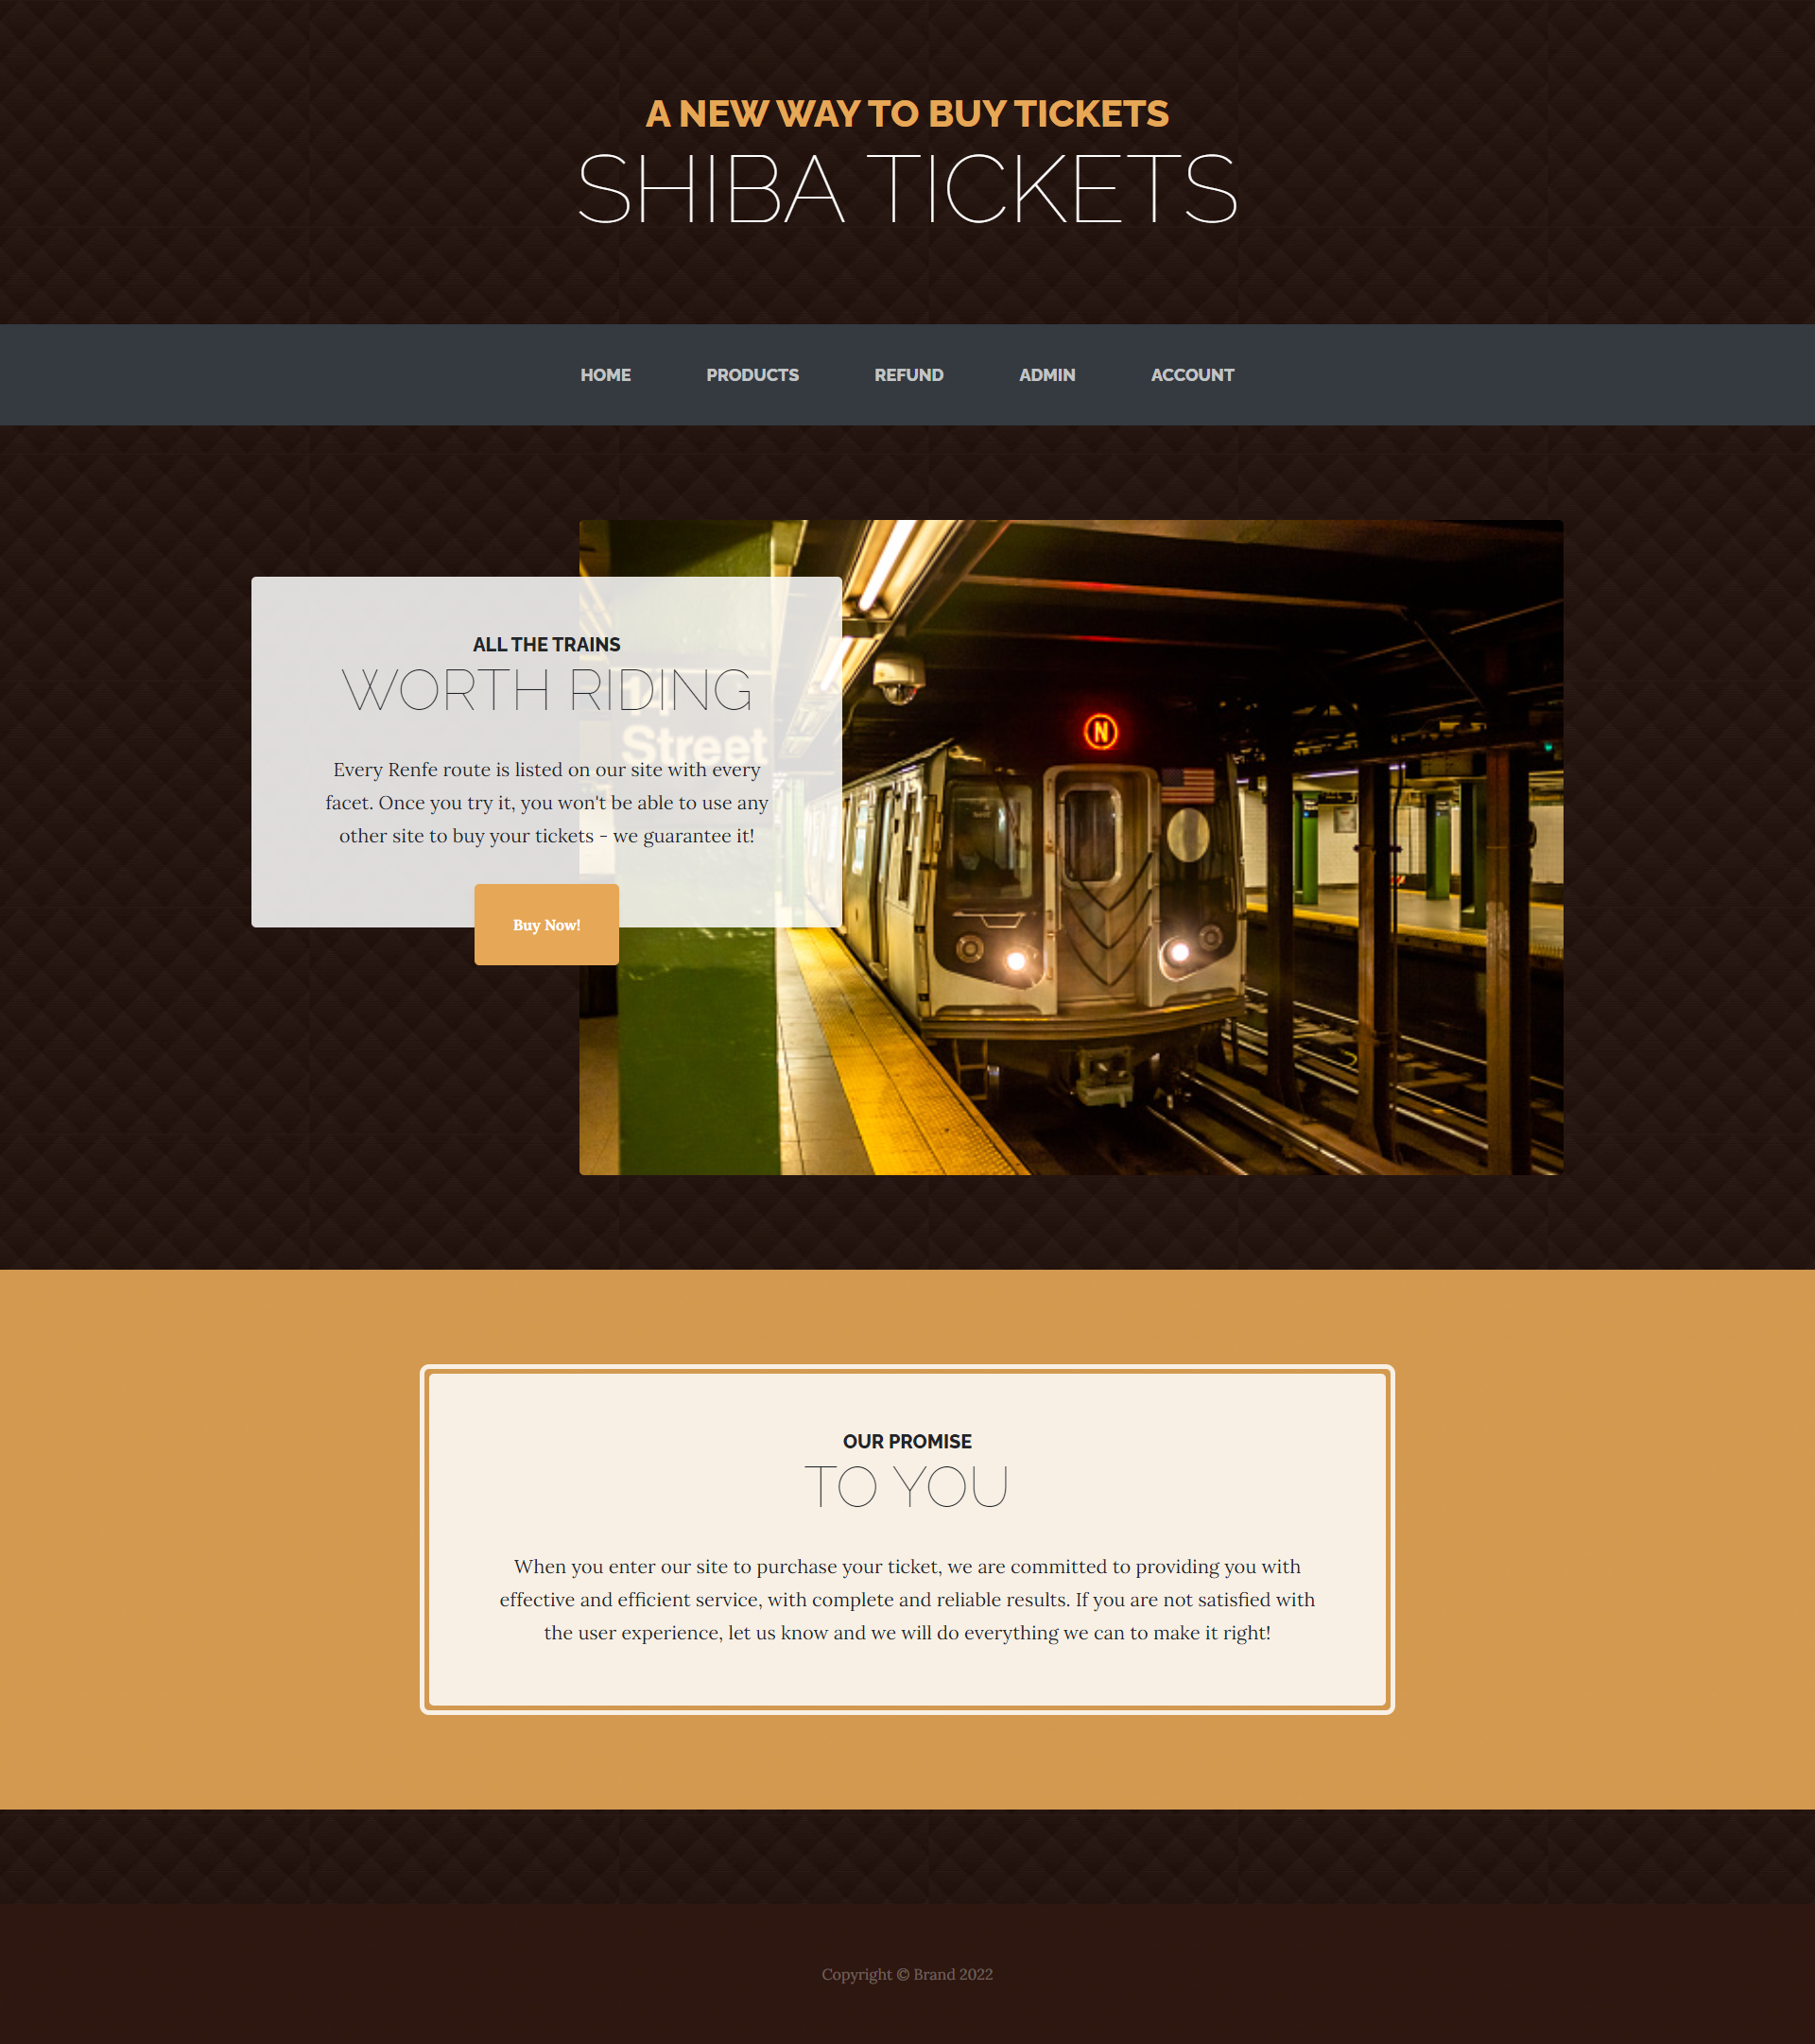 A NEW WAY TO BUY TICKETS
SHIBA TICKETS
HOME PRODUCTS REFUND ADMIN ACCOUNT
ALL THE TRAINS
WORTH RIDING
Street
Every Renfe route is listed on our site with every
facet. Once you try it, you won't be able to use any
other site to buy your tickets - we guarantee it!
Buy Now!
N
OUR PROMISE
TO YOU
When you enter our site to purchase your ticket, we are committed to providing you with
effective and efficient service, with complete and reliable results. If you are not satisfied with
the user experience, let us know and we will do everything we can to make it right!
Copyright © Brand 2022